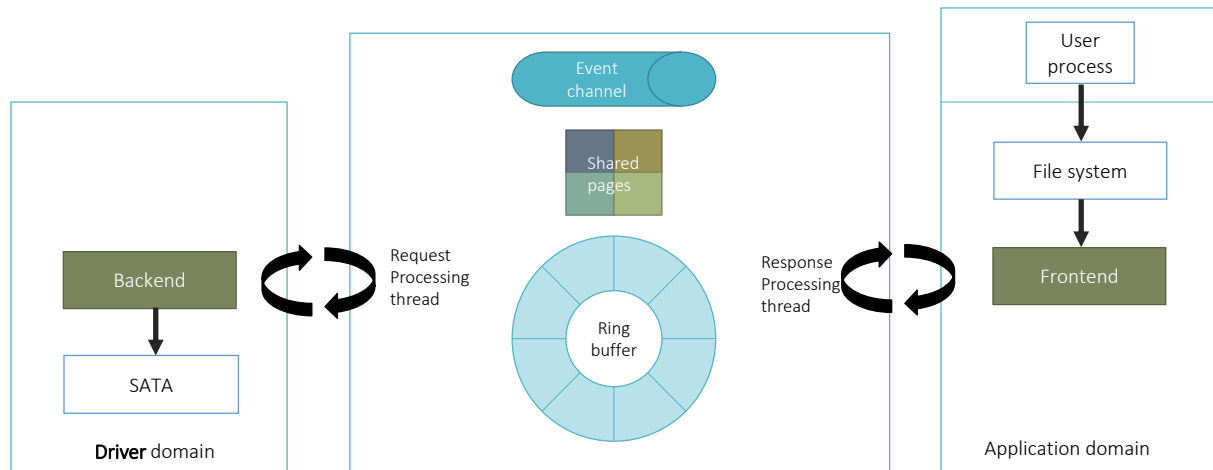 Event
channel
User
process
Shared
pages
File system
Backend
Request
Processing
thread
Response
Processing
thread
Frontend
Ring
buffer
SATA
Driver domain
Application domain